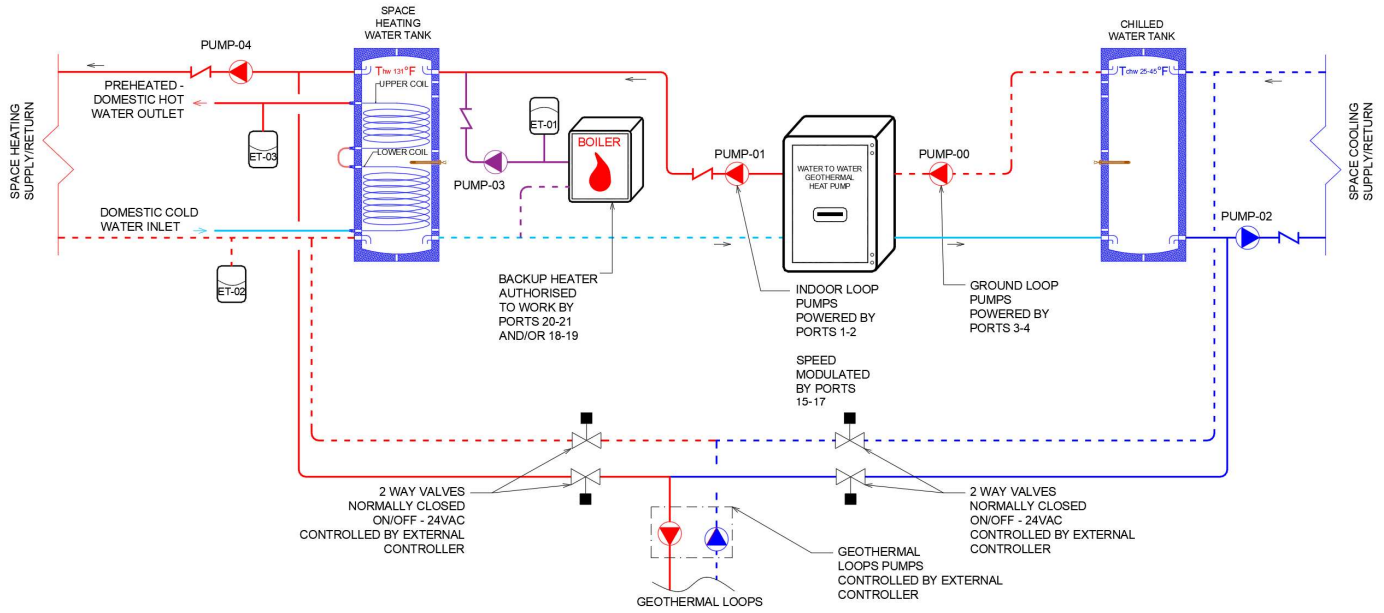 SPACE
HEATING
WATER TANK
CHILLED
WATER TANK
PUMP-04
Thw 131°F
Tchw 25-45°F
PREHEATED -
DOMESTIC HOT
WATER OUTLET
UPPER COIL
ET-01
BOILER
ET-03
LOWER COIL
PUMP-03
PUMP-01
WATER TO WATER
GEOTHERMAL
HEAT PUMP
PUMP-00
SPACE HEATING
SUPPLY/RETURN
SPACE COOLING
SUPPLY/RETURN
DOMESTIC COLD
WATER INLET
PUMP-02
ET-02
BACKUP HEATER
AUTHORISED
TO WORK BY
PORTS 20-21
AND/OR 18-19
INDOOR LOOP
PUMPS
POWERED BY
PORTS 1-2
SPEED
MODULATED
BY PORTS
15-17
GROUND LOOP
PUMPS
POWERED BY
PORTS 3-4
2 WAY VALVES
NORMALLY CLOSED
ON/OFF - 24VAC
CONTROLLED BY EXTERNAL
CONTROLLER
2 WAY VALVES
NORMALLY CLOSED
ON/OFF - 24VAC
CONTROLLED BY EXTERNAL
CONTROLLER
GEOTHERMAL
LOOPS PUMPS
CONTROLLED BY EXTERNAL
CONTROLLER
GEOTHERMAL LOOPS